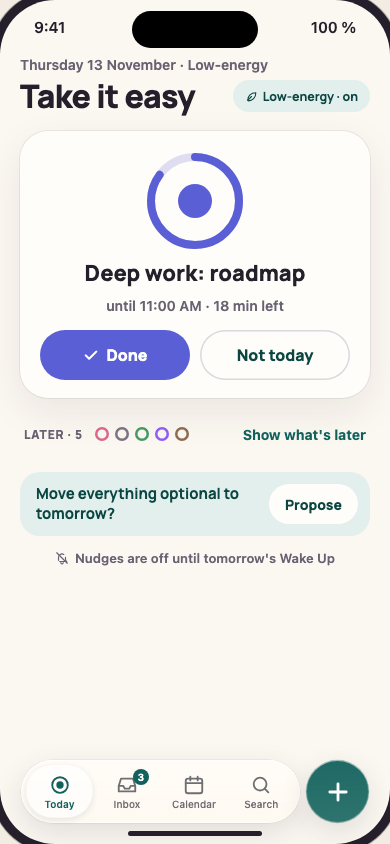 9:41
100 %
Thursday 13 November · Low-energy
Take it easy
Low-energy · on
Deep work: roadmap
until 11:00 AM · 18 min left
Done
Not today
LATER · 5
Show what's later
Move everything optional to
tomorrow?
Propose
Nudges are off until tomorrow's Wake Up
3
Today
Inbox
Calendar
Search